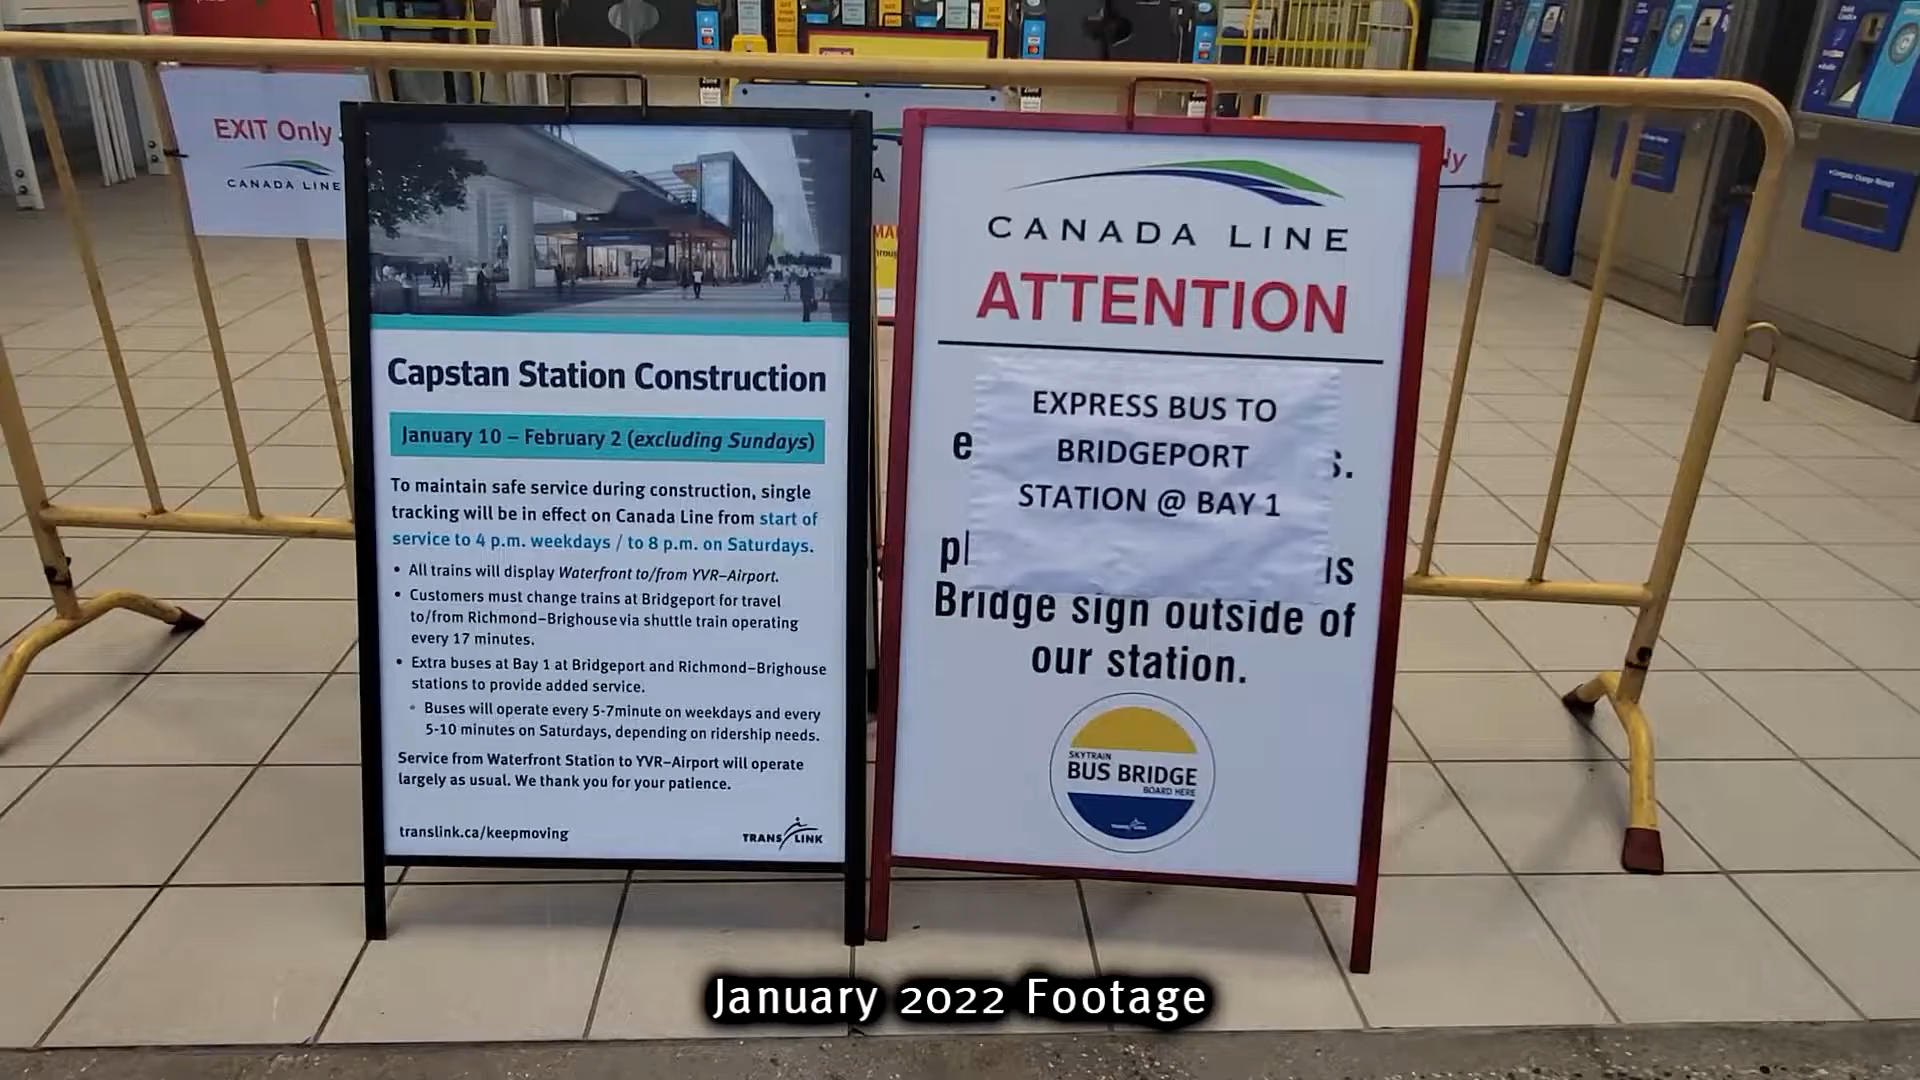 EXIT Only
CANADA LINE
Capstan Station Construction
January 10 – February 2 (excluding Sundays)
To maintain safe service during construction, single
tracking will be in effect on Canada Line from start of
service to 4 p.m. weekdays / to 8 p.m. on Saturdays.
• All trains will display Waterfront to/from YVR–Airport.
• Customers must change trains at Bridgeport for travel
to/from Richmond–Brighouse via shuttle train operating
every 17 minutes.
• Extra buses at Bay 1 at Bridgeport and Richmond–Brighouse
stations to provide added service.
• Buses will operate every 5-7minute on weekdays and every
5-10 minutes on Saturdays, depending on ridership needs.
Service from Waterfront Station to YVR–Airport will operate
largely as usual. We thank you for your patience.
translink.ca/keepmoving
TRANSLINK
CANADA LINE
ATTENTION
EXPRESS BUS TO
BRIDGEPORT
STATION @ BAY 1
Bridge sign outside of
our station.
SKYTRAIN
BUS BRIDGE
BOARD HERE
TRANSLINK
January 2022 Footage